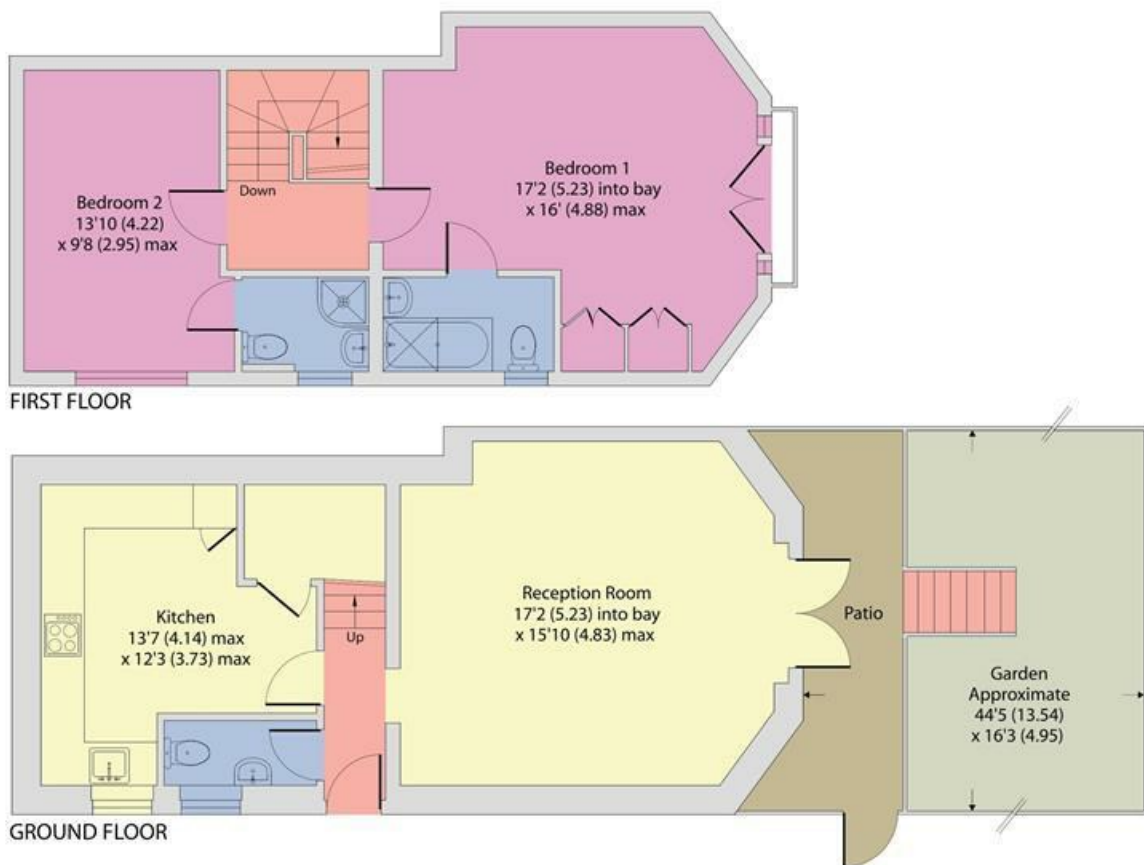 Bedroom 2
13'10 (4.22)
x 9'8 (2.95) max
Down
Bedroom 1
17'2 (5.23) into bay
x 16' (4.88) max
FIRST FLOOR
Kitchen
13'7 (4.14) max
x 12'3 (3.73) max
Up
Reception Room
17'2 (5.23) into bay
x 15'10 (4.83) max
Patio
Garden
Approximate
44'5 (13.54)
x 16'3 (4.95)
GROUND FLOOR